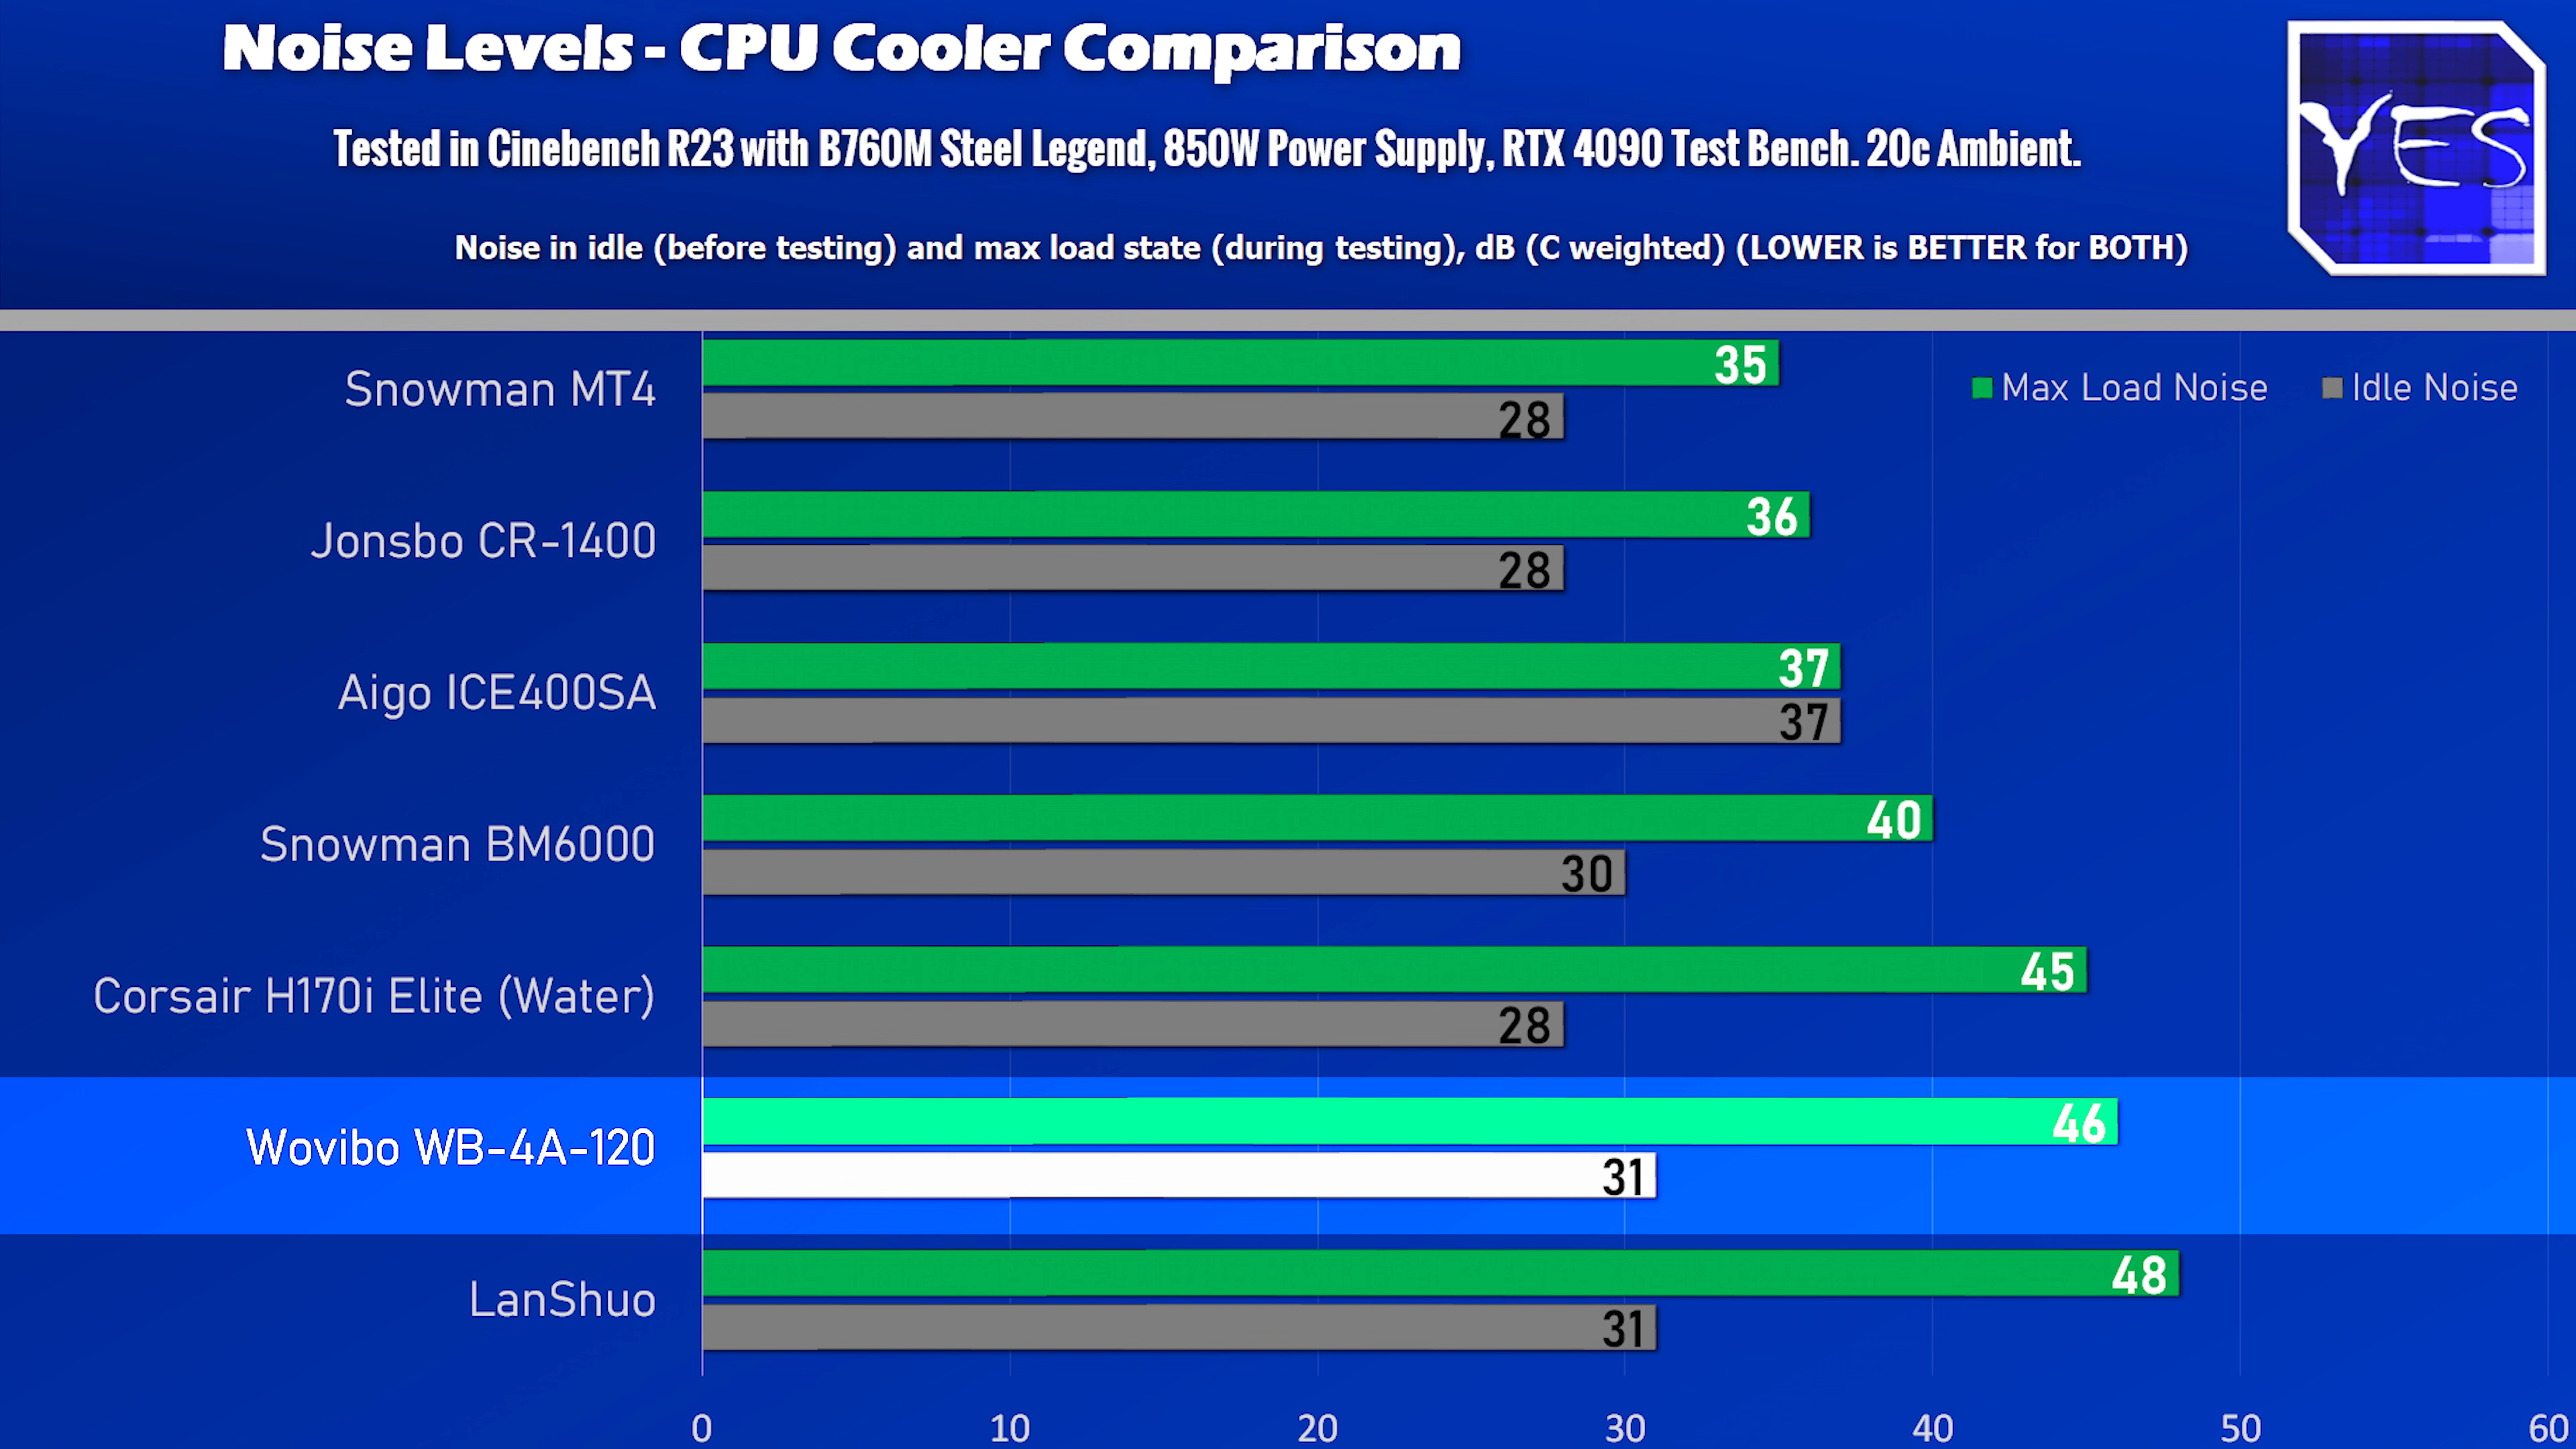 Noise Levels - CPU Cooler Comparison
YES
Tested in Cinebench R23 with B760M Steel Legend, 850W Power Supply, RTX 4090 Test Bench. 20c Ambient.
Noise in idle (before testing) and max load state (during testing), dB (C weighted) (LOWER is BETTER for BOTH)
Max Load Noise
Idle Noise
Snowman MT4
35
28
Jonsbo CR-1400
36
28
Aigo ICE400SA
37
37
Snowman BM6000
40
30
Corsair H170i Elite (Water)
45
28
Wovibo WB-4A-120
46
31
LanShuo
48
31
0 10 20 30 40 50 60